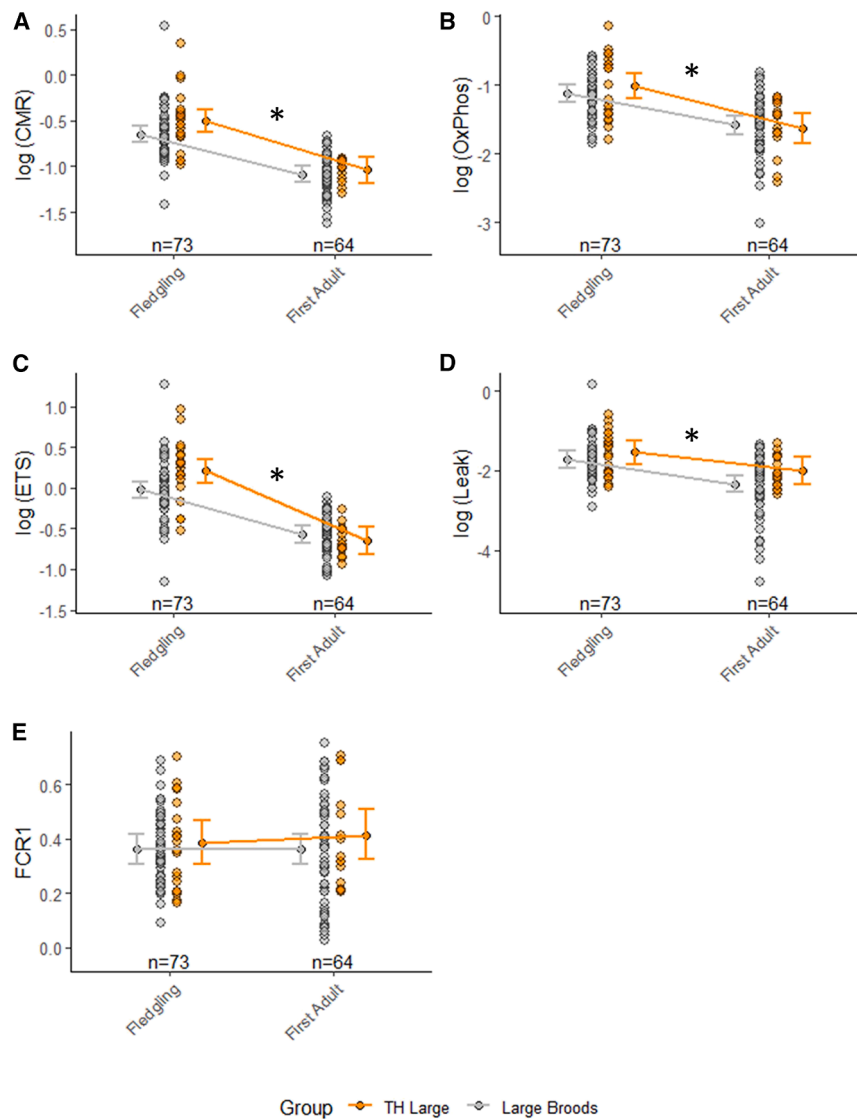 A
log (CMR)
0.5
0.0
-0.5
-1.0
-1.5
*
n=73 n=64
Fledgling First Adult
B
log (OxPhos)
0
-1
-2
-3
*
n=73 n=64
Fledgling First Adult
C
log (ETS)
1.0
0.5
0.0
-0.5
-1.0
-1.5
*
n=73 n=64
Fledgling First Adult
D
log (Leak)
0
-2
-4
*
n=73 n=64
Fledgling First Adult
E
FCR1
0.6
0.4
0.2
0.0
n=73 n=64
Fledgling First Adult
Group TH Large Large Broods